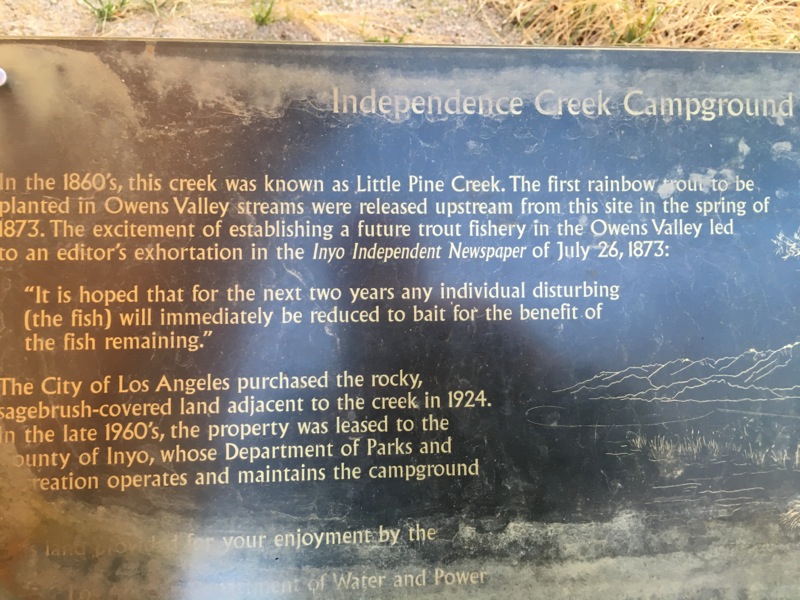 Independence Creek Campground
In the 1860's, this creek was known as Little Pine Creek. The first rainbow trout to be
planted in Owens Valley streams were released upstream from this site in the spring of
1873. The excitement of establishing a future trout fishery in the Owens Valley led
to an editor's exhortation in the Inyo Independent Newspaper of July 26, 1873:
"It is hoped that for the next two years any individual disturbing
(the fish) will immediately be reduced to bait for the benefit of
the fish remaining."
The City of Los Angeles purchased the rocky,
sagebrush-covered land adjacent to the creek in 1924.
In the late 1960's, the property was leased to the
ounty of Inyo, whose Department of Parks and
reation operates and maintains the campground
land provided for your enjoyment by the
of Water and Power